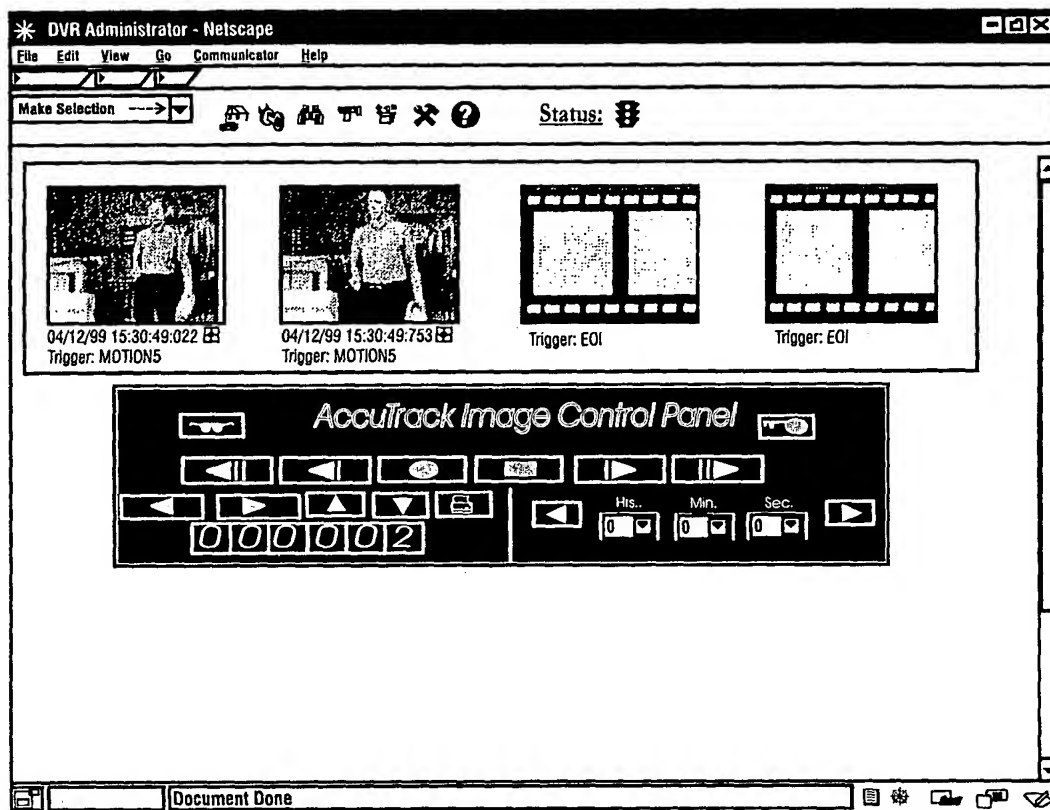 DVR Administrator - Netscape
File Edit View Go Communicator Help
Make Selection --->
Status:
04/12/99 15:30:49:022
Trigger: MOTION5
04/12/99 15:30:49:753
Trigger: MOTION5
Trigger: EOI
Trigger: EOI
AccuTrack Image Control Panel
His.. Min. Sec.
0 0 0
000002
Document Done